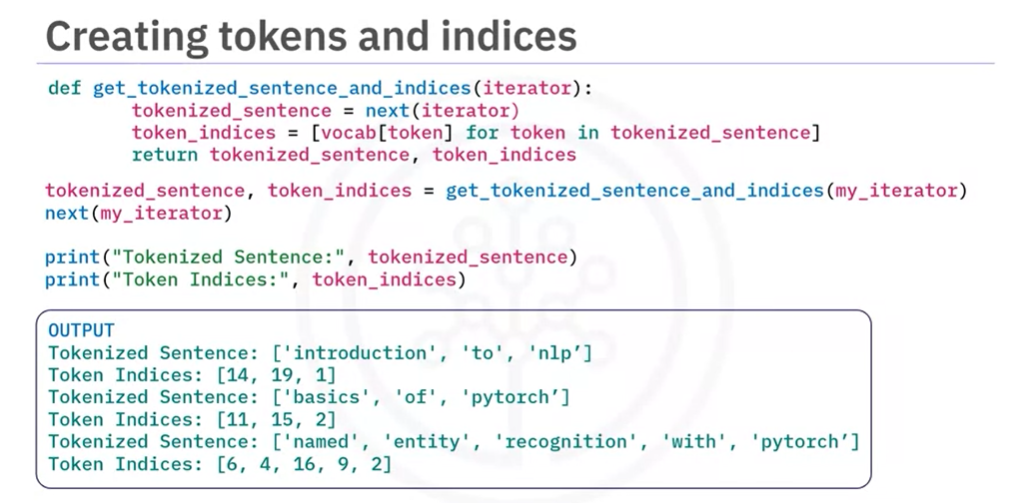 Creating tokens and indices
def get_tokenized_sentence_and_indices(iterator):
tokenized_sentence = next(iterator)
token_indices = [vocab[token] for token in tokenized_sentence]
return tokenized_sentence, token_indices
tokenized_sentence, token_indices = get_tokenized_sentence_and_indices(my_iterator)
next(my_iterator)
print("Tokenized Sentence:", tokenized_sentence)
print("Token Indices:", token_indices)
OUTPUT
Tokenized Sentence: ['introduction', 'to', 'nlp’]
Token Indices: [14, 19, 1]
Tokenized Sentence: ['basics', 'of', 'pytorch’]
Token Indices: [11, 15, 2]
Tokenized Sentence: ['named', 'entity', 'recognition', 'with', 'pytorch’]
Token Indices: [6, 4, 16, 9, 2]